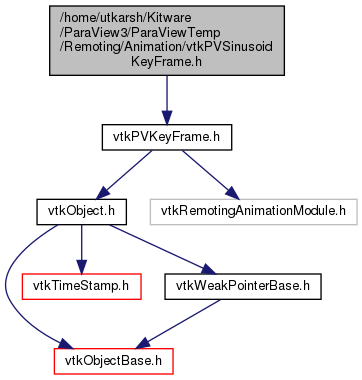 /home/utkarsh/Kitware
/ParaView3/ParaViewTemp
/Remoting/Animation/vtkPVSinusoid
KeyFrame.h
vtkPVKeyFrame.h
vtkObject.h
vtkRemotingAnimationModule.h
vtkTimeStamp.h
vtkWeakPointerBase.h
vtkObjectBase.h